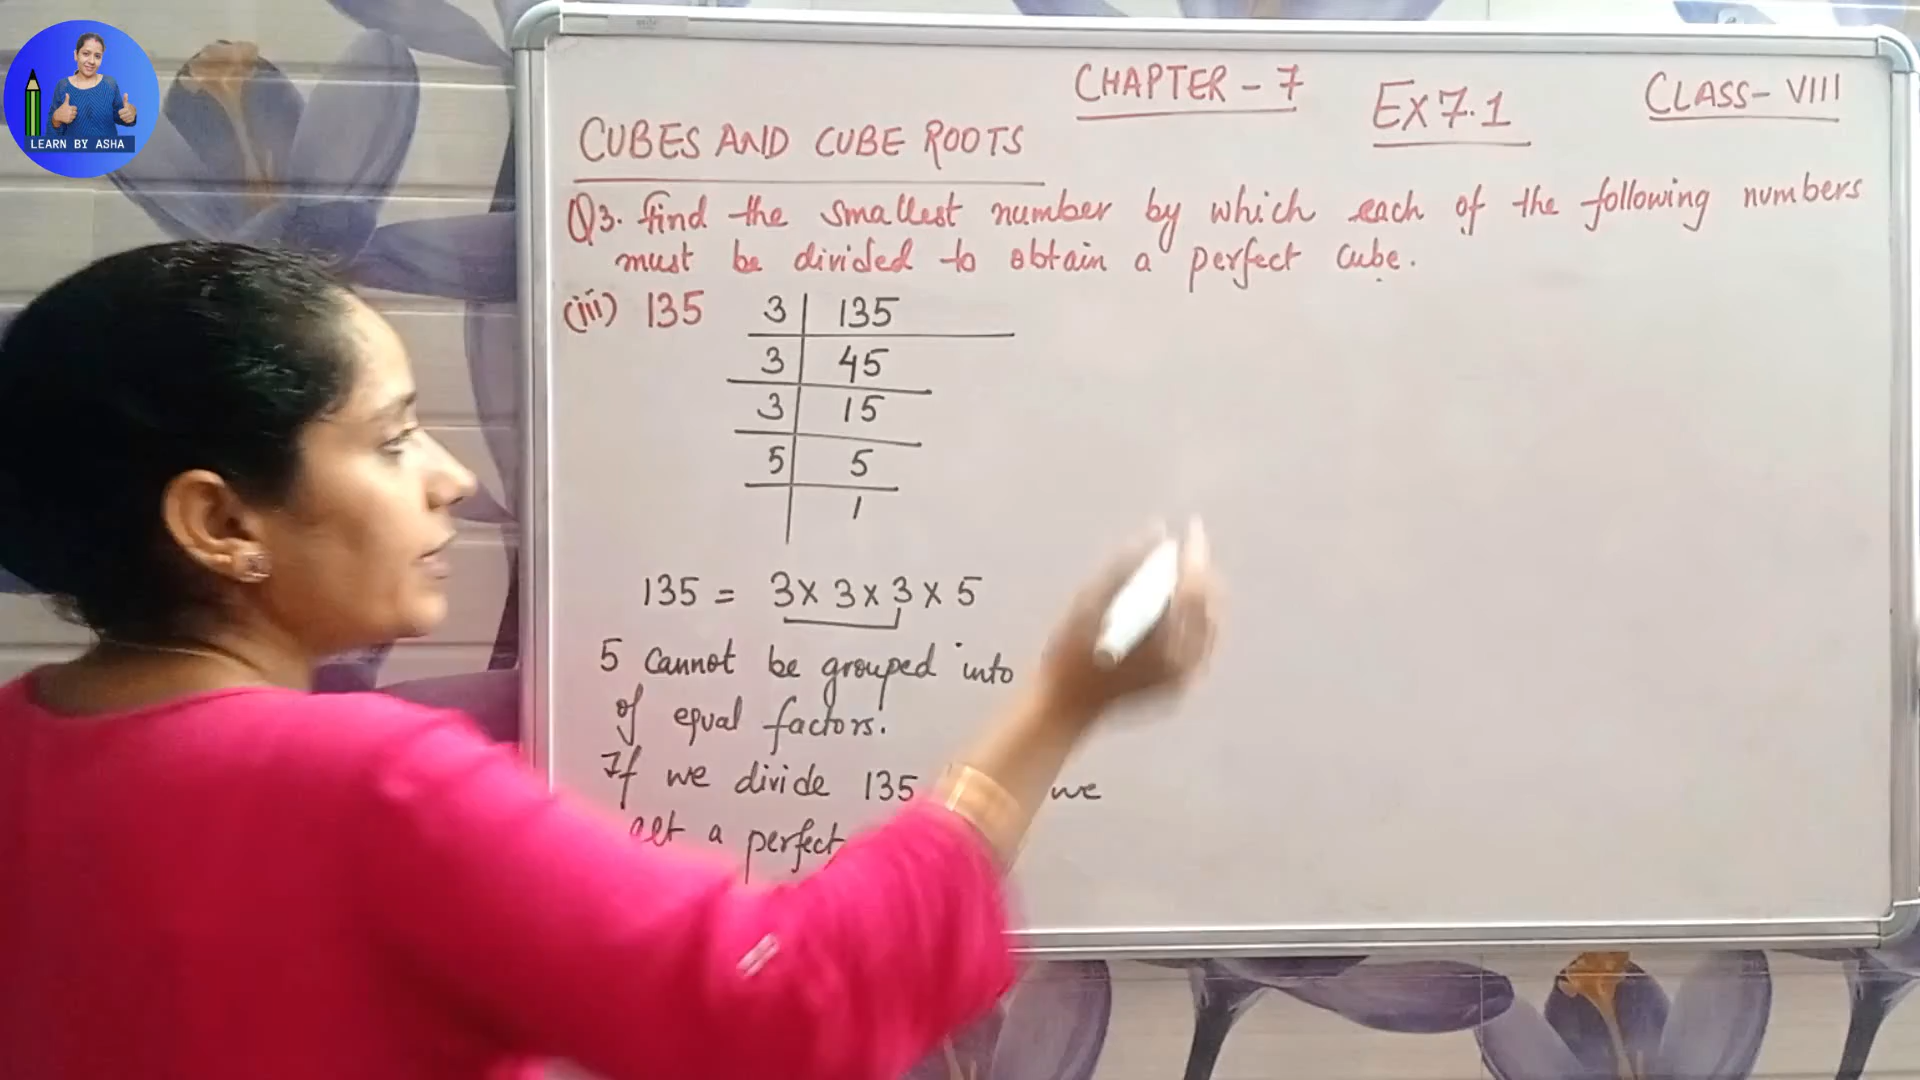 LEARN BY ASHA
CHAPTER - 7
EX 7.1
CLASS - VIII
CUBES AND CUBE ROOTS
Q3. find the smallest number by which each of the following numbers
must be divided to obtain a perfect cube.
(iii) 135
3 | 135
3 | 45
3 | 15
5 | 5
1
135 = 3 x 3 x 3 x 5
5 cannot be grouped into
of equal factors.
If we divide 135 we
get a perfect